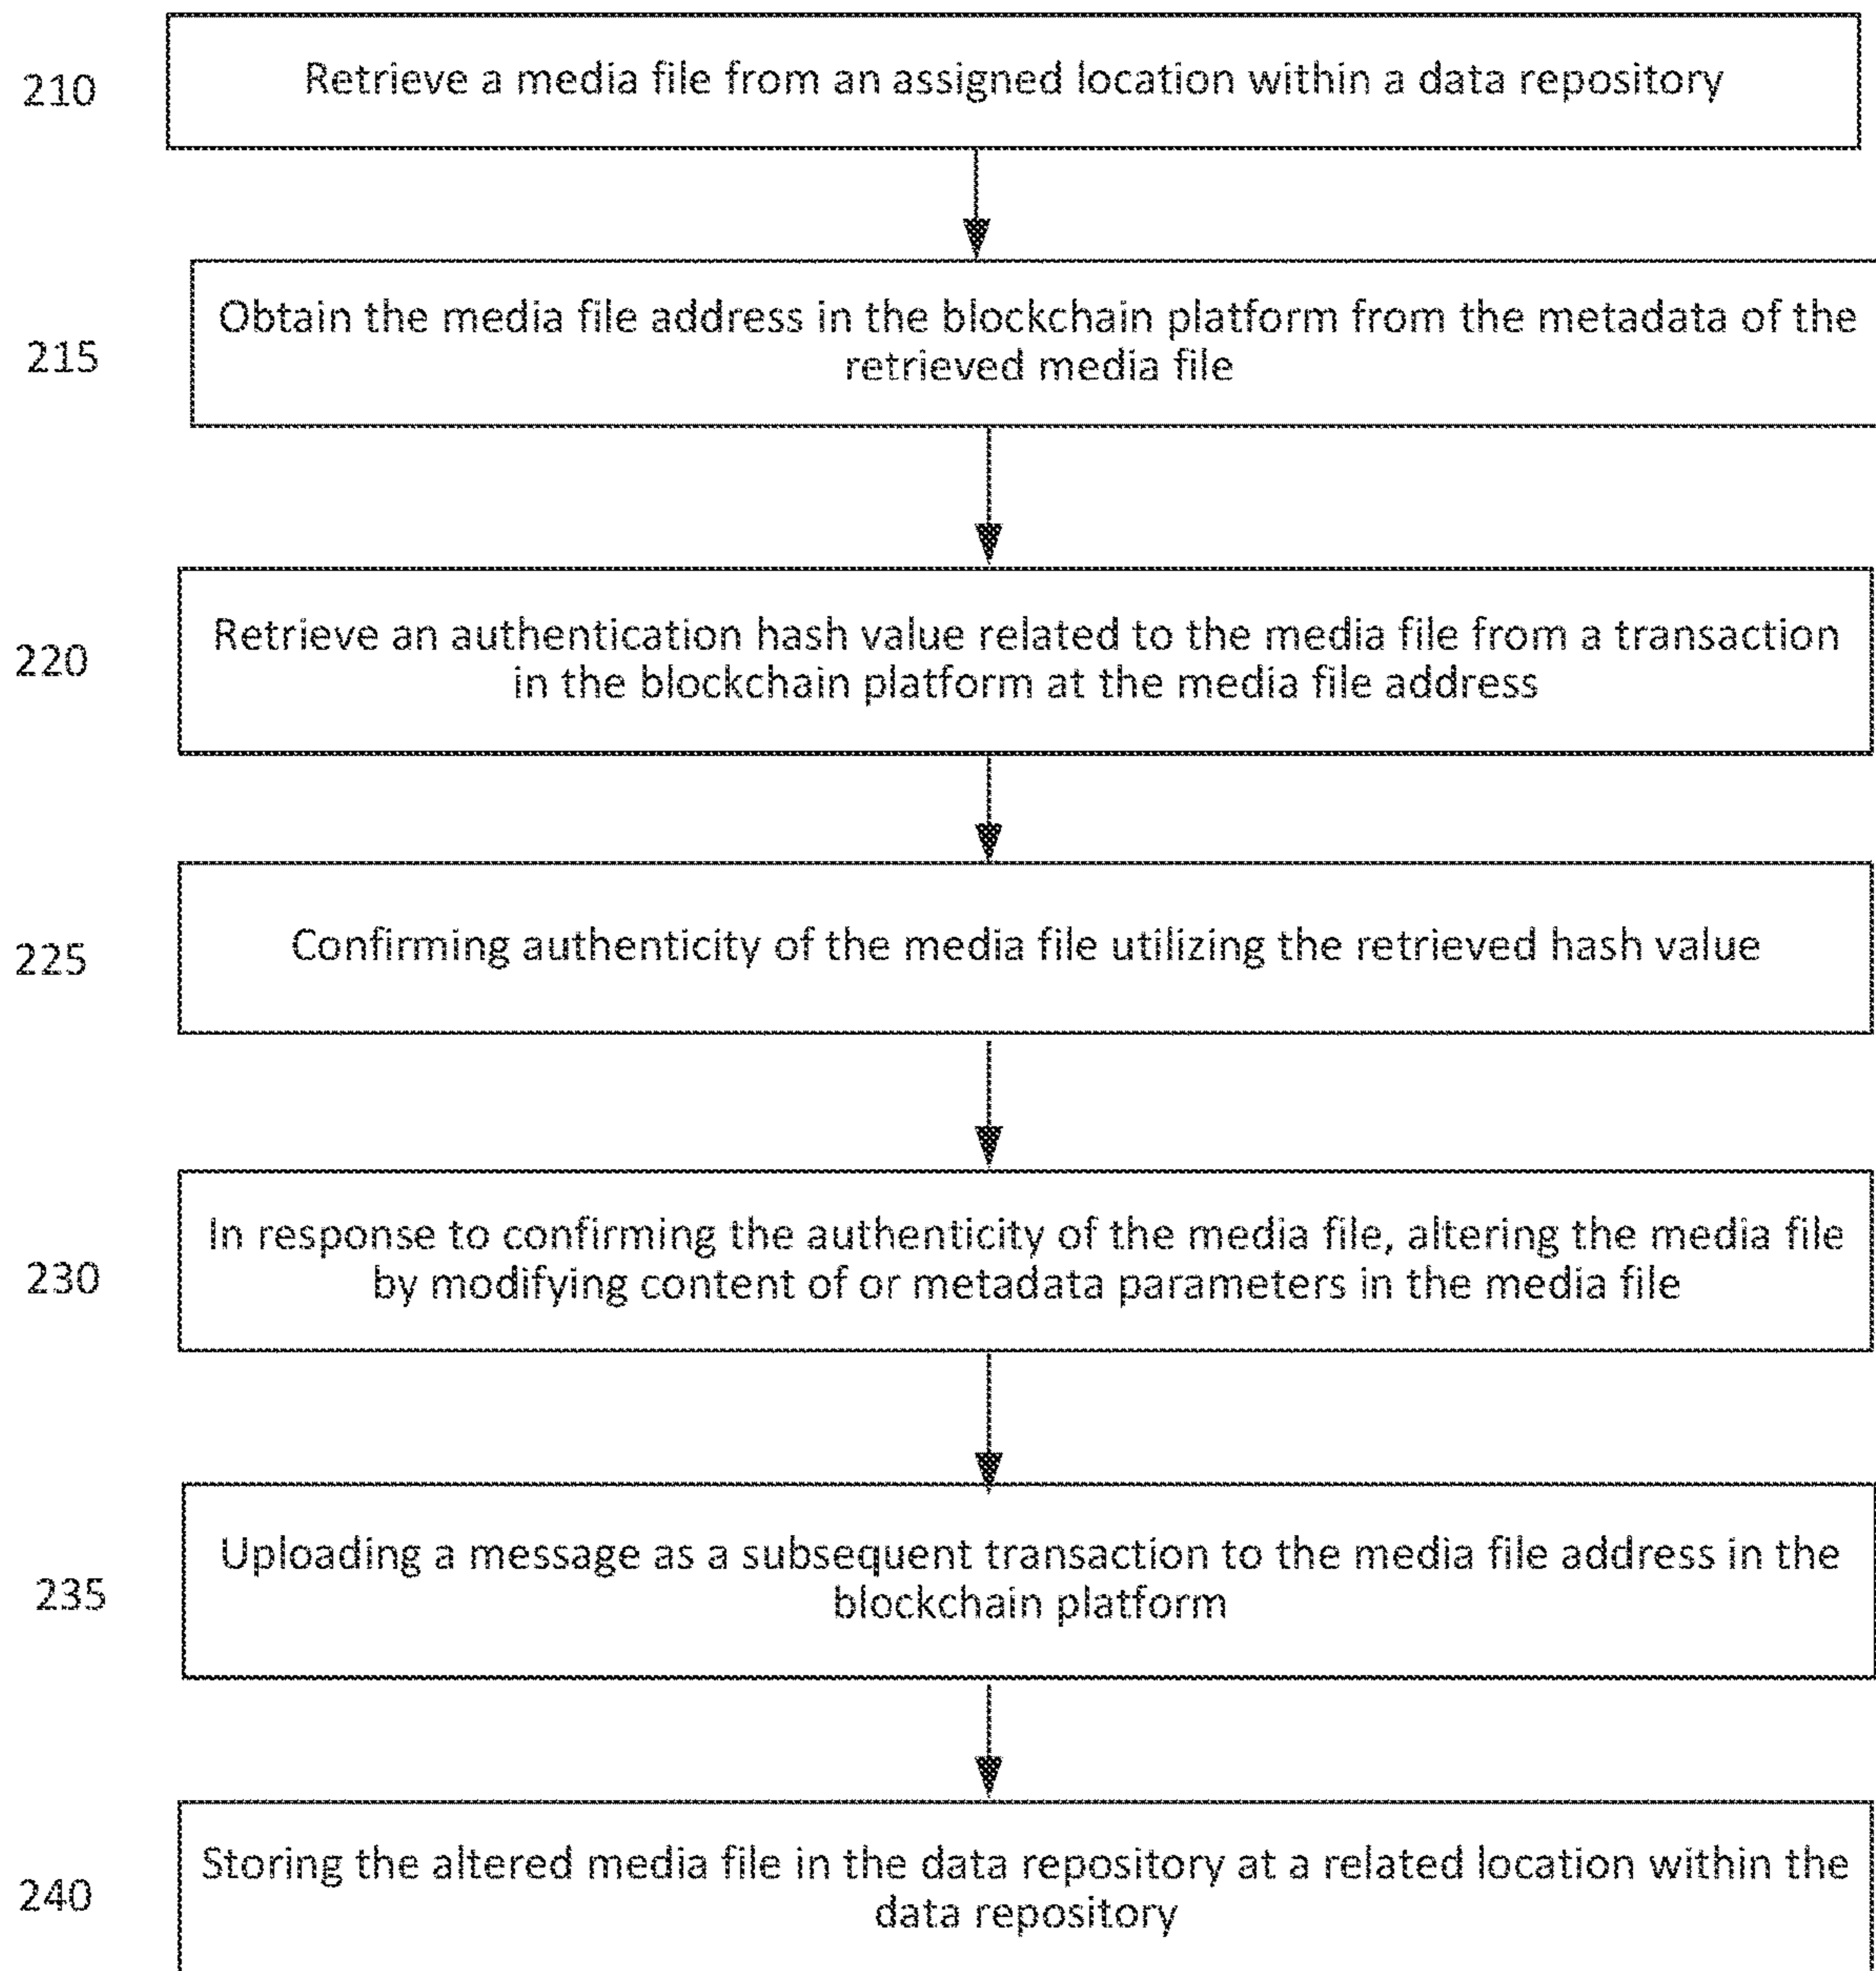 210
Retrieve a media file from an assigned location within a data repository
215
Obtain the media file address in the blockchain platform from the metadata of the
retrieved media file
220
Retrieve an authentication hash value related to the media file from a transaction
in the blockchain platform at the media file address
225
Confirming authenticity of the media file utilizing the retrieved hash value
230
In response to confirming the authenticity of the media file, altering the media file
by modifying content of or metadata parameters in the media file
235
Uploading a message as a subsequent transaction to the media file address in the
blockchain platform
240
Storing the altered media file in the data repository at a related location within the
data repository